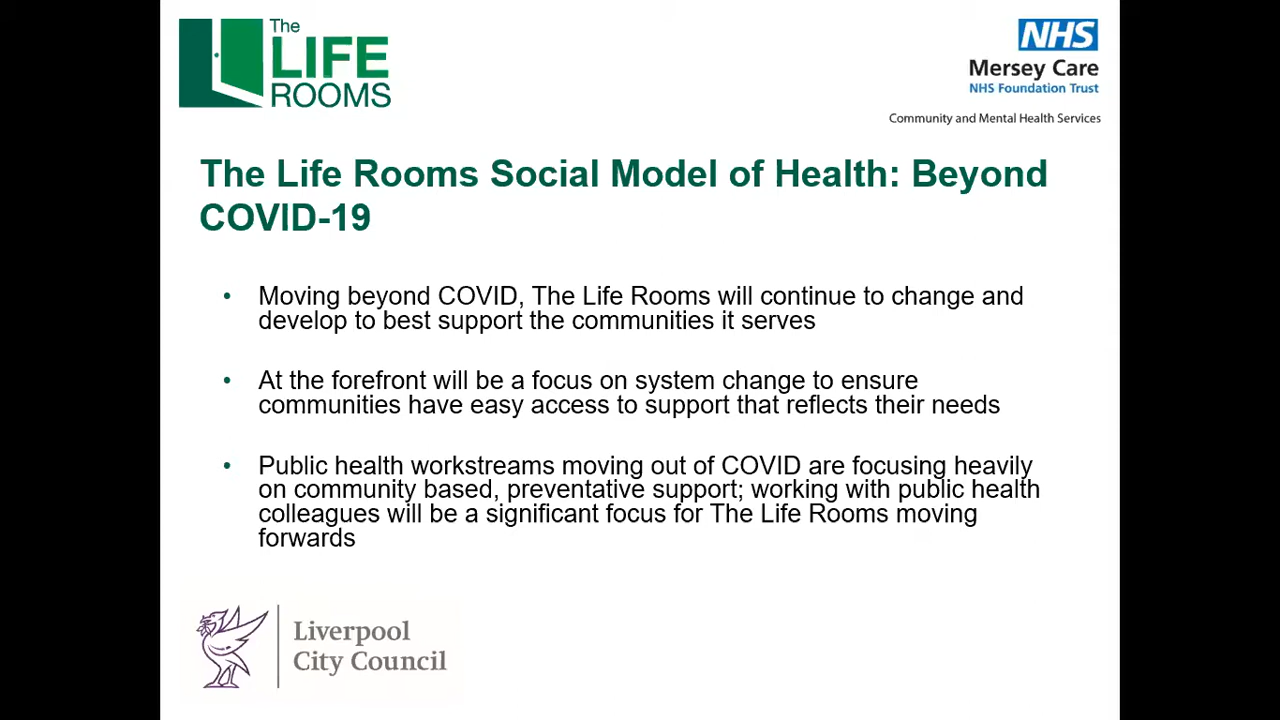 The
LIFE
ROOMS
NHS
Mersey Care
NHS Foundation Trust
Community and Mental Health Services
The Life Rooms Social Model of Health: Beyond
COVID-19
• Moving beyond COVID, The Life Rooms will continue to change and
develop to best support the communities it serves
• At the forefront will be a focus on system change to ensure
communities have easy access to support that reflects their needs
• Public health workstreams moving out of COVID are focusing heavily
on community based, preventative support; working with public health
colleagues will be a significant focus for The Life Rooms moving
forwards
Liverpool
City Council